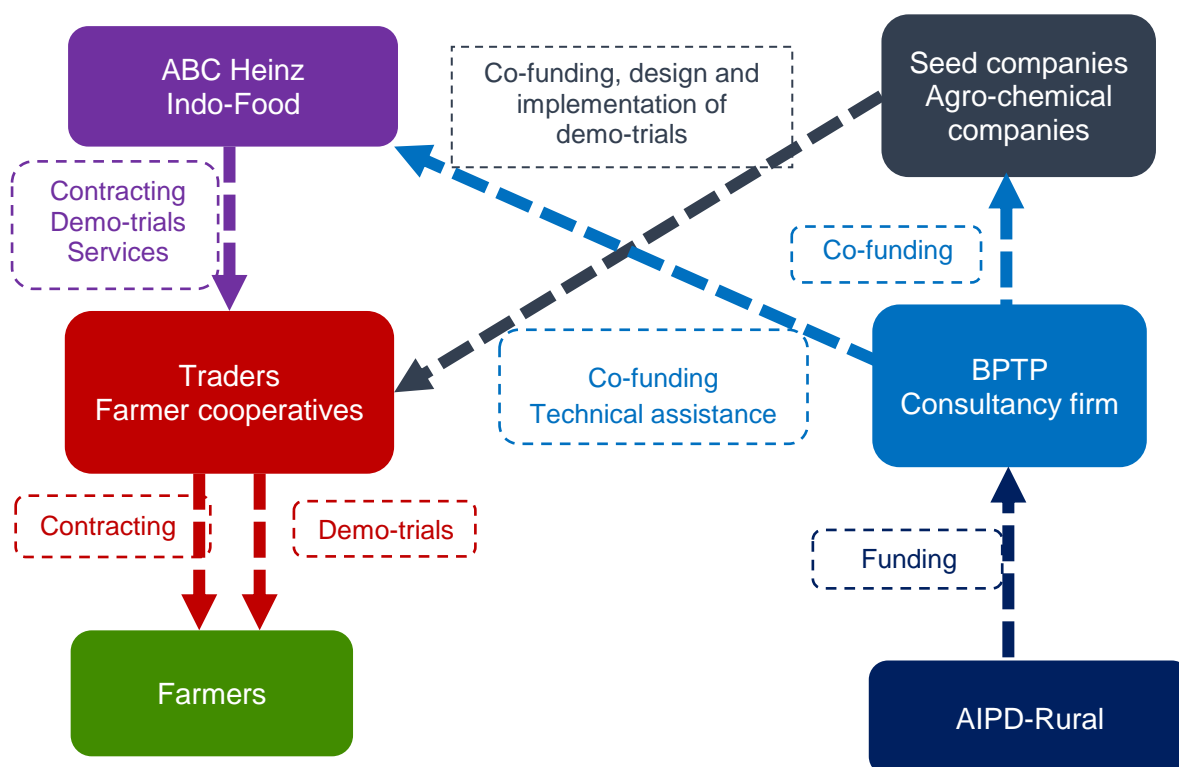 ABC Heinz
Indo-Food
Co-funding, design and
implementation of
demo-trials
Seed companies
Agro-chemical
companies
Contracting
Demo-trials
Services
Co-funding
Traders
Farmer cooperatives
Co-funding
Technical assistance
BPTP
Consultancy firm
Contracting
Demo-trials
Funding
Farmers
AIPD-Rural